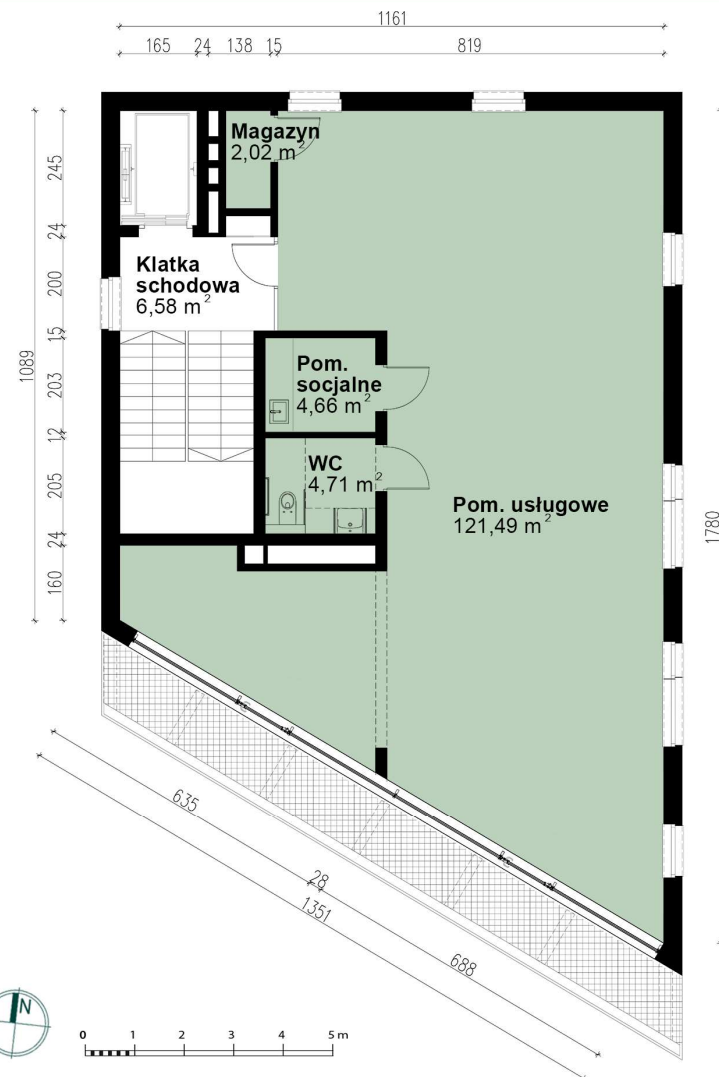 1161
165 24 138 15 819
Magazyn
2,02 m²
245
24
200
15
203
12
205
24
160
1089
Klatka
schodowa
6,58 m²
Pom.
socjalne
4,66 m²
WC
4,71 m²
Pom. usługowe
121,49 m²
1780
635
28
1351
688
N
0 1 2 3 4 5 m